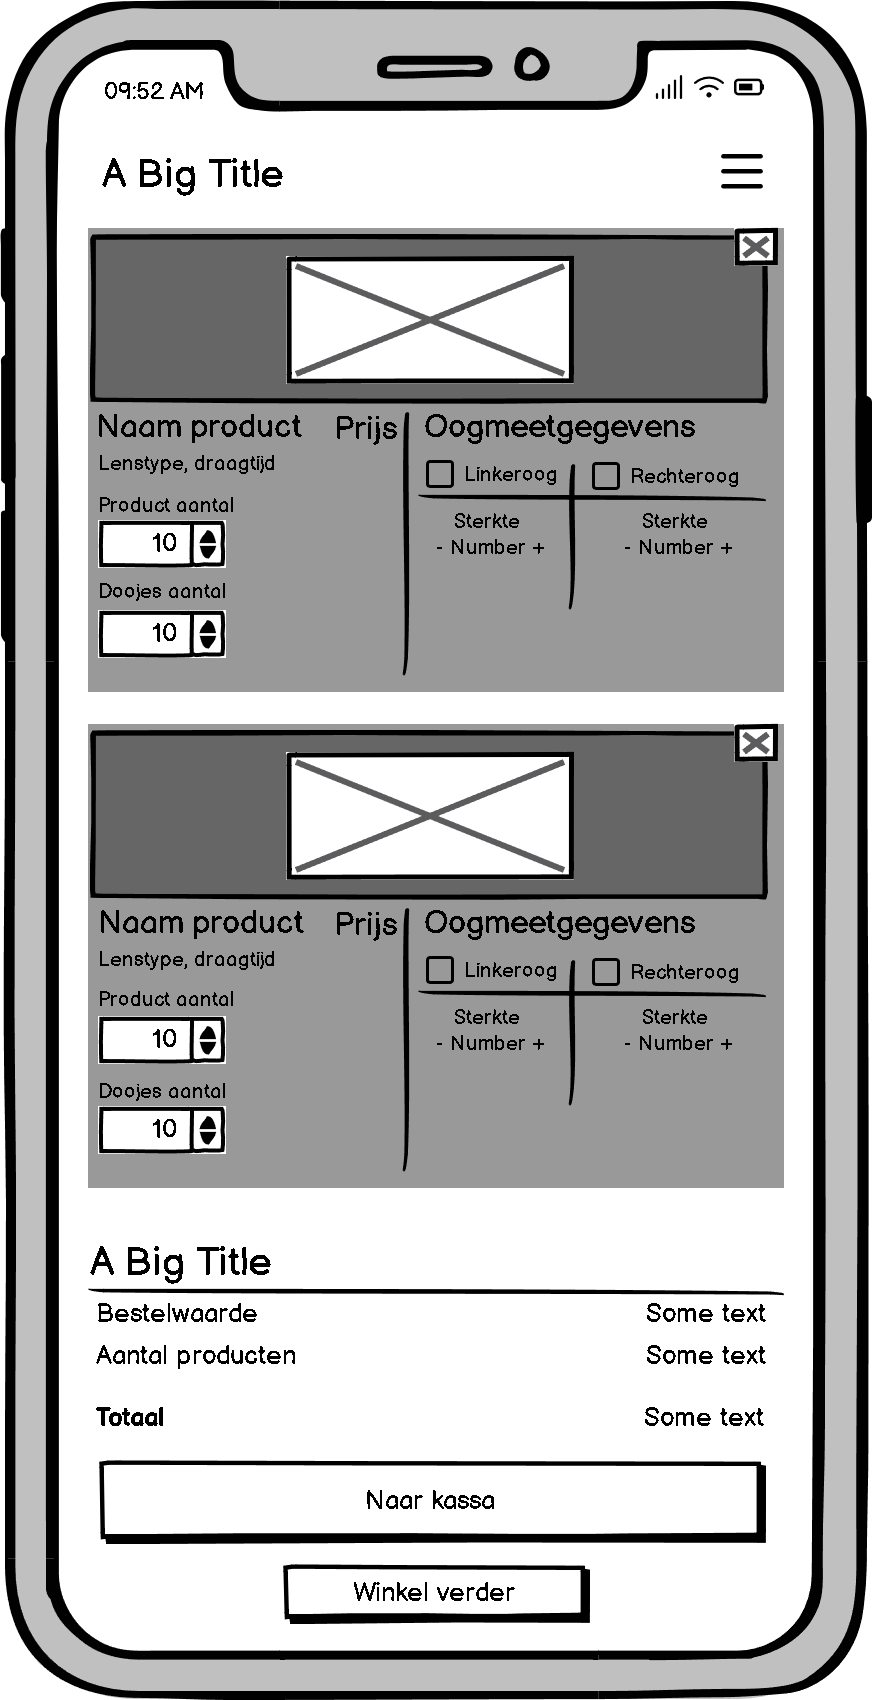 09:52 AM
A Big Title
Naam product Prijs
Lenstype, draagtijd
Product aantal
10
Doojes aantal
10
Oogmeetgegevens
Linkeroog Rechteroog
Sterkte Sterkte
- Number + - Number +
Naam product Prijs
Lenstype, draagtijd
Product aantal
10
Doojes aantal
10
Oogmeetgegevens
Linkeroog Rechteroog
Sterkte Sterkte
- Number + - Number +
A Big Title
Bestelwaarde Some text
Aantal producten Some text
Totaal Some text
Naar kassa
Winkel verder